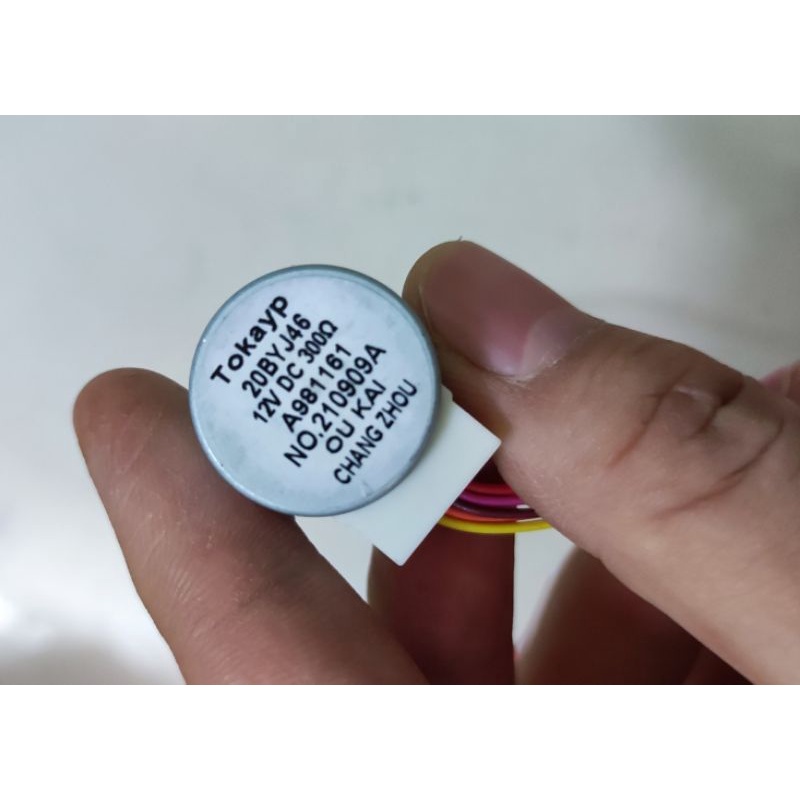 Tokayp
20BYJ46
12V DC 300Ω
A981161
NO.210909A
OU KAI
CHANG ZHOU